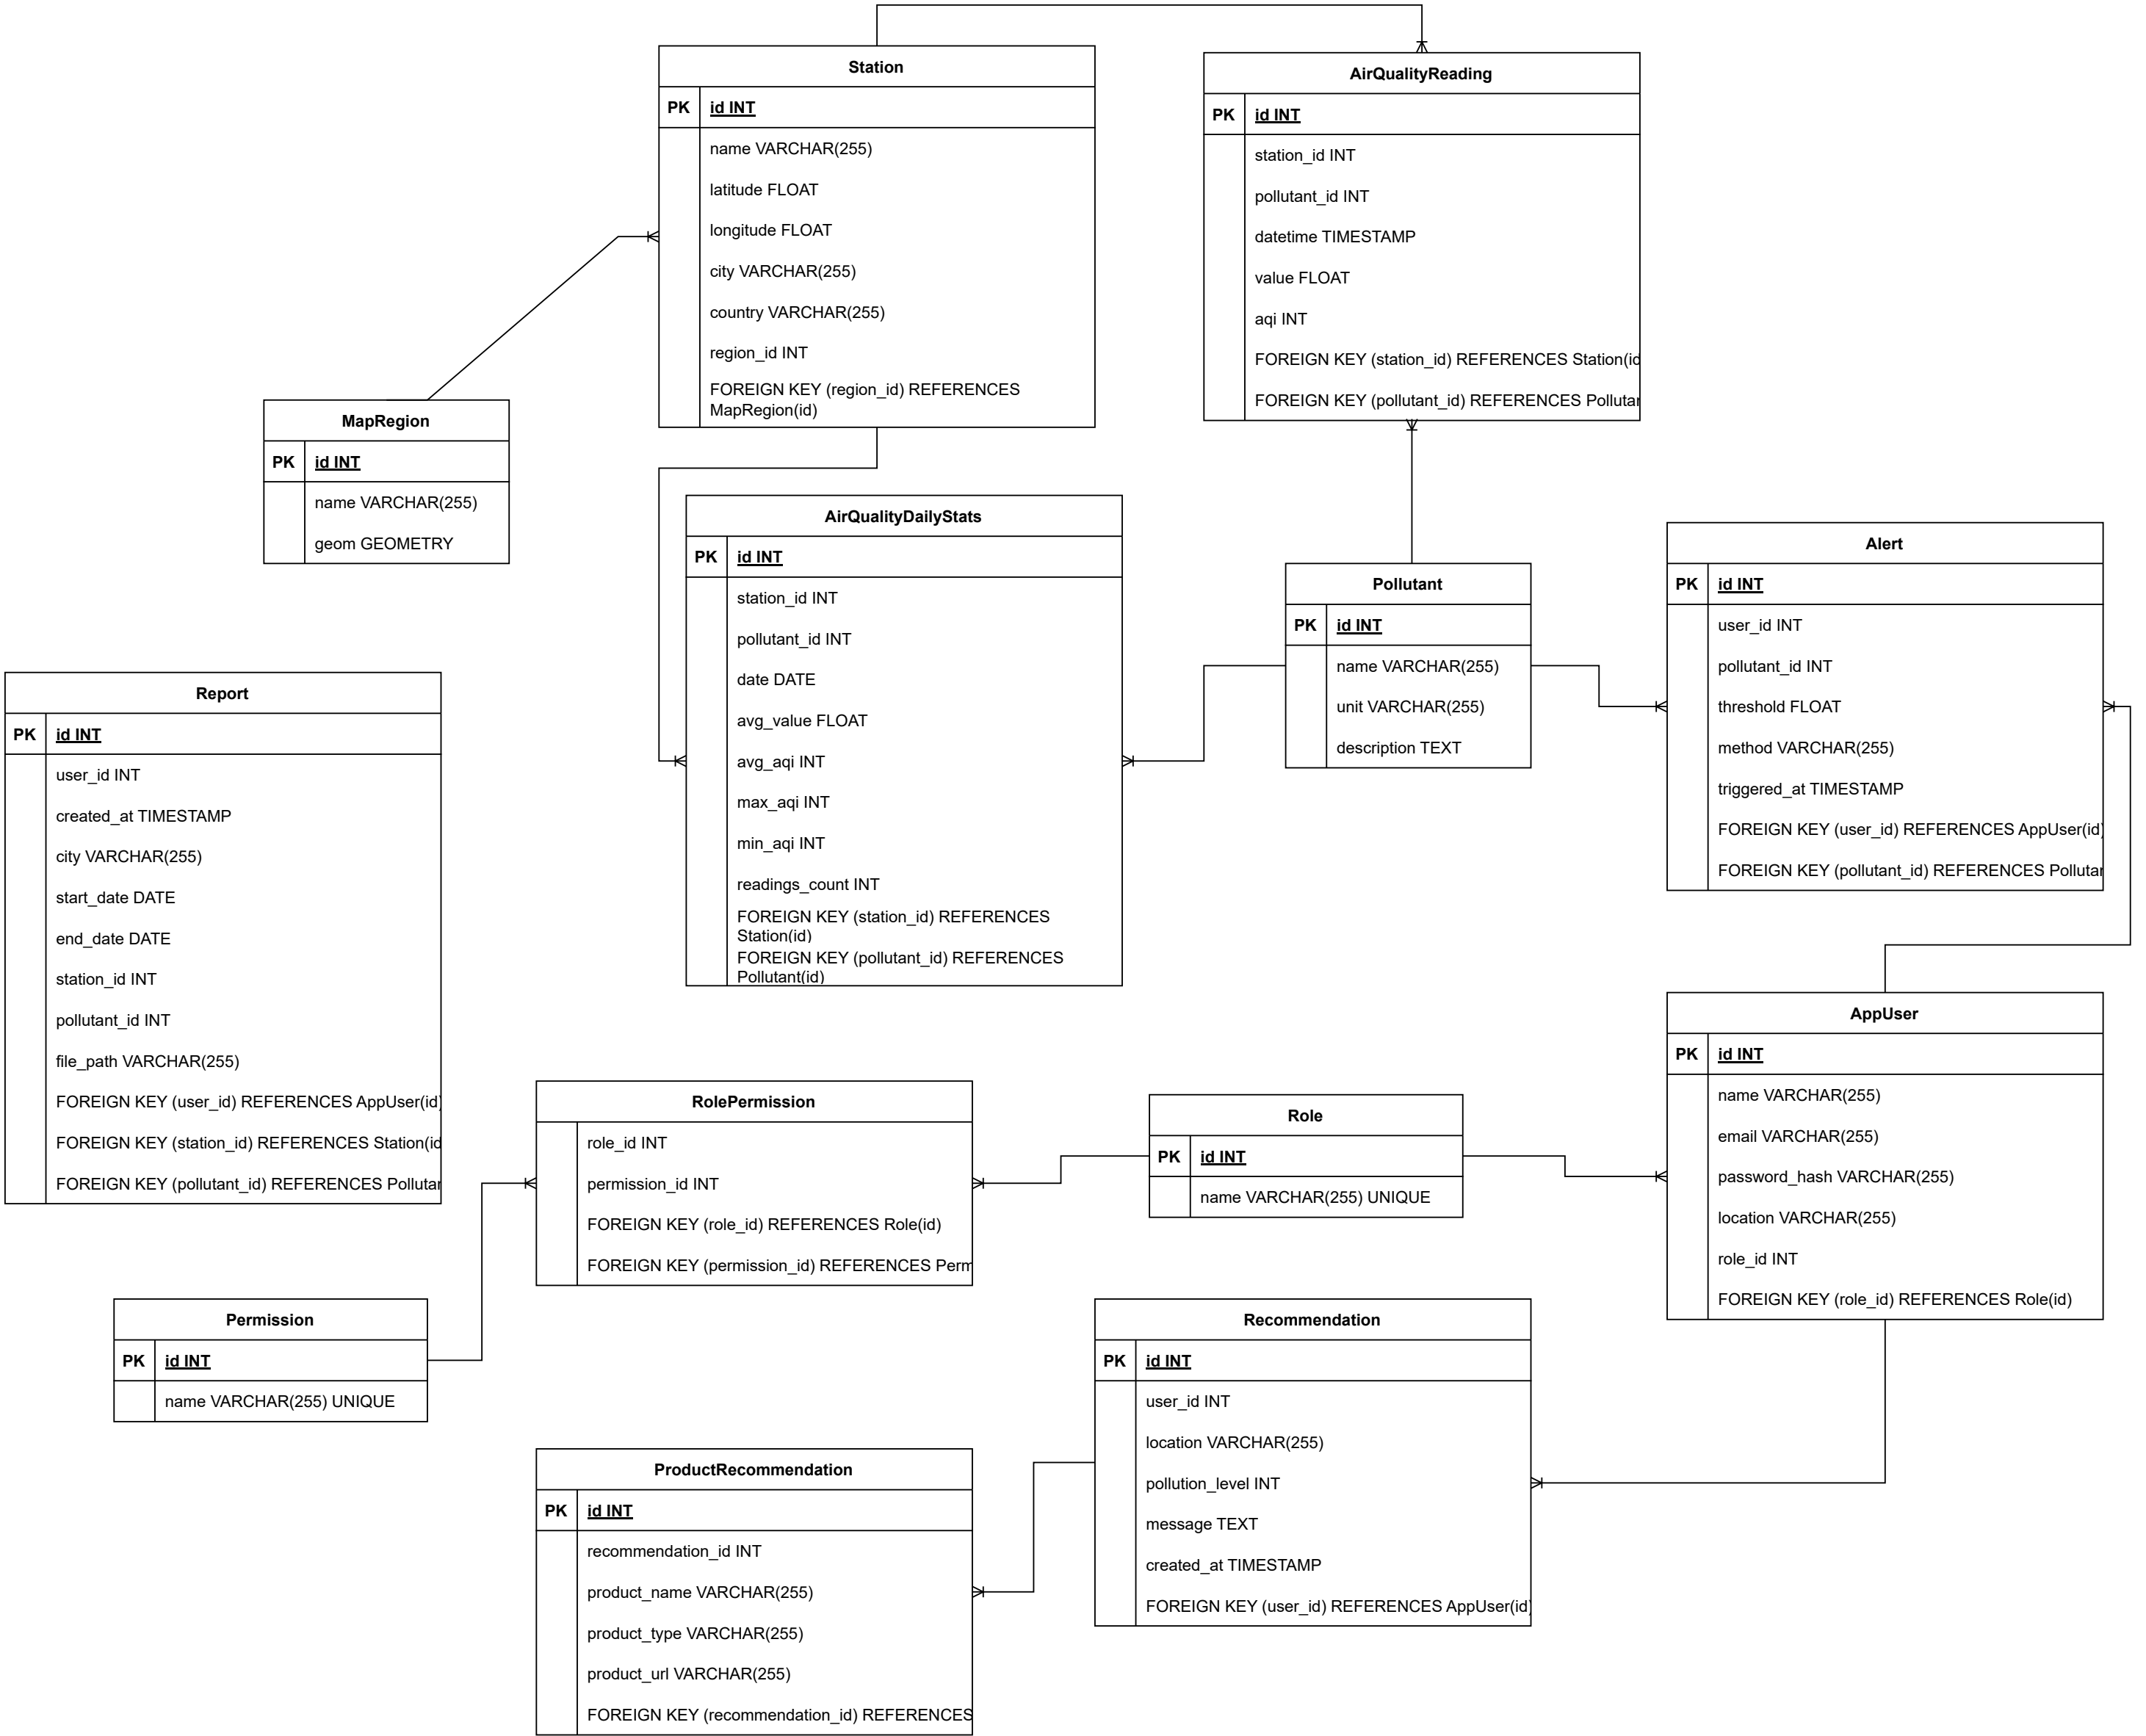 Station
PK id INT
name VARCHAR(255)
latitude FLOAT
longitude FLOAT
city VARCHAR(255)
country VARCHAR(255)
region_id INT
FOREIGN KEY (region_id) REFERENCES
MapRegion(id)
AirQualityReading
PK id INT
station_id INT
pollutant_id INT
datetime TIMESTAMP
value FLOAT
aqi INT
FOREIGN KEY (station_id) REFERENCES Station(id
FOREIGN KEY (pollutant_id) REFERENCES Pollutar
MapRegion
PK id INT
name VARCHAR(255)
geom GEOMETRY
AirQualityDailyStats
PK id INT
station_id INT
pollutant_id INT
date DATE
avg_value FLOAT
avg_aqi INT
max_aqi INT
min_aqi INT
readings_count INT
FOREIGN KEY (station_id) REFERENCES
Station(id)
FOREIGN KEY (pollutant_id) REFERENCES
Pollutant(id)
Pollutant
PK id INT
name VARCHAR(255)
unit VARCHAR(255)
description TEXT
Alert
PK id INT
user_id INT
pollutant_id INT
threshold FLOAT
method VARCHAR(255)
triggered_at TIMESTAMP
FOREIGN KEY (user_id) REFERENCES AppUser(id)
FOREIGN KEY (pollutant_id) REFERENCES Pollutar
Report
PK id INT
user_id INT
created_at TIMESTAMP
city VARCHAR(255)
start_date DATE
end_date DATE
station_id INT
pollutant_id INT
file_path VARCHAR(255)
FOREIGN KEY (user_id) REFERENCES AppUser(id)
FOREIGN KEY (station_id) REFERENCES Station(id
FOREIGN KEY (pollutant_id) REFERENCES Pollutar
RolePermission
role_id INT
permission_id INT
FOREIGN KEY (role_id) REFERENCES Role(id)
FOREIGN KEY (permission_id) REFERENCES Perm
Role
PK id INT
name VARCHAR(255) UNIQUE
AppUser
PK id INT
name VARCHAR(255)
email VARCHAR(255)
password_hash VARCHAR(255)
location VARCHAR(255)
role_id INT
FOREIGN KEY (role_id) REFERENCES Role(id)
Permission
PK id INT
name VARCHAR(255) UNIQUE
Recommendation
PK id INT
user_id INT
location VARCHAR(255)
pollution_level INT
message TEXT
created_at TIMESTAMP
FOREIGN KEY (user_id) REFERENCES AppUser(id)
ProductRecommendation
PK id INT
recommendation_id INT
product_name VARCHAR(255)
product_type VARCHAR(255)
product_url VARCHAR(255)
FOREIGN KEY (recommendation_id) REFERENCES